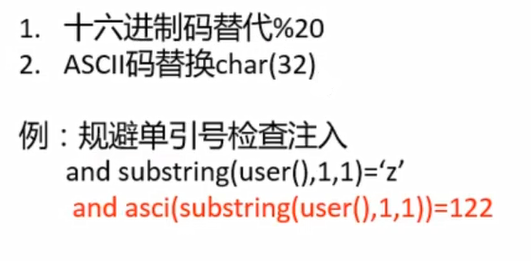 1. 十六进制码替代%20
2. ASCII码替换char(32)
例：规避单引号检查注入
and substring(user(),1,1)=‘z’
and asci(substring(user(),1,1))=122